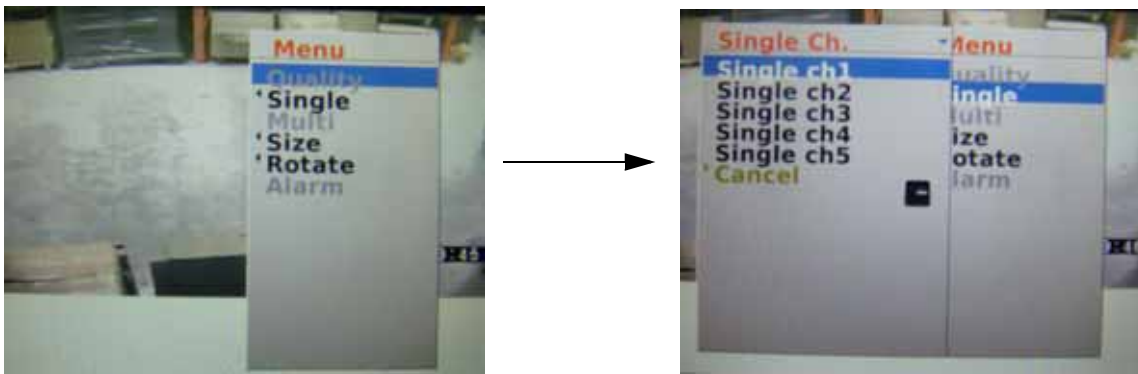 Menu
Quality
Single
Multi
Size
Rotate
Alarm
Single Ch.
Single ch1
Single ch2
Single ch3
Single ch4
Single ch5
Cancel
Menu
uality
ingle
ulti
ize
otate
larm